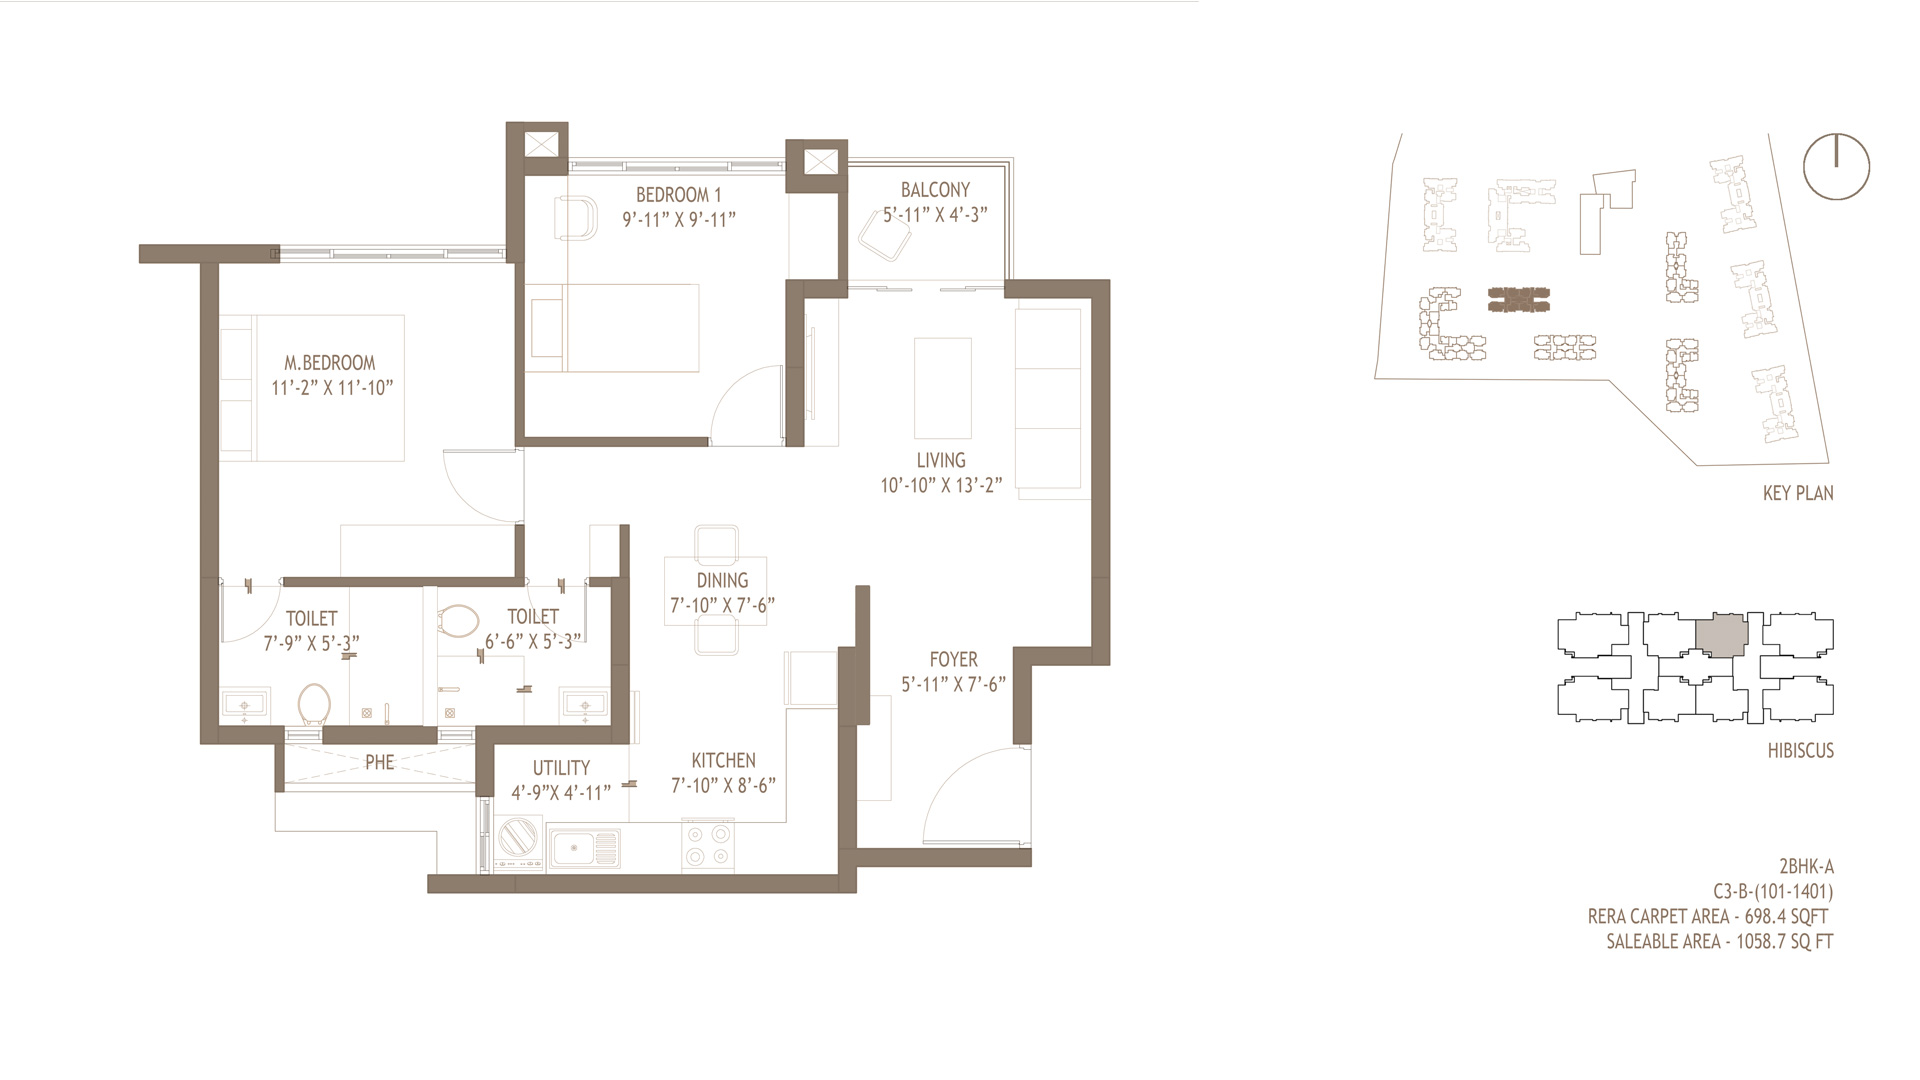 BEDROOM 1
9’-11” X 9’-11”
BALCONY
5’-11” X 4’-3”
M.BEDROOM
11’-2” X 11’-10”
LIVING
10’-10” X 13’-2”
DINING
7’-10” X 7’-6”
TOILET
7’-9” X 5’-3”
TOILET
6’-6” X 5’-3”
FOYER
5’-11” X 7’-6”
PHE
UTILITY
4’-9”X 4’-11”
KITCHEN
7’-10” X 8’-6”
KEY PLAN
HIBISCUS
2BHK-A
C3-B-(101-1401)
RERA CARPET AREA - 698.4 SQFT
SALEABLE AREA - 1058.7 SQ FT